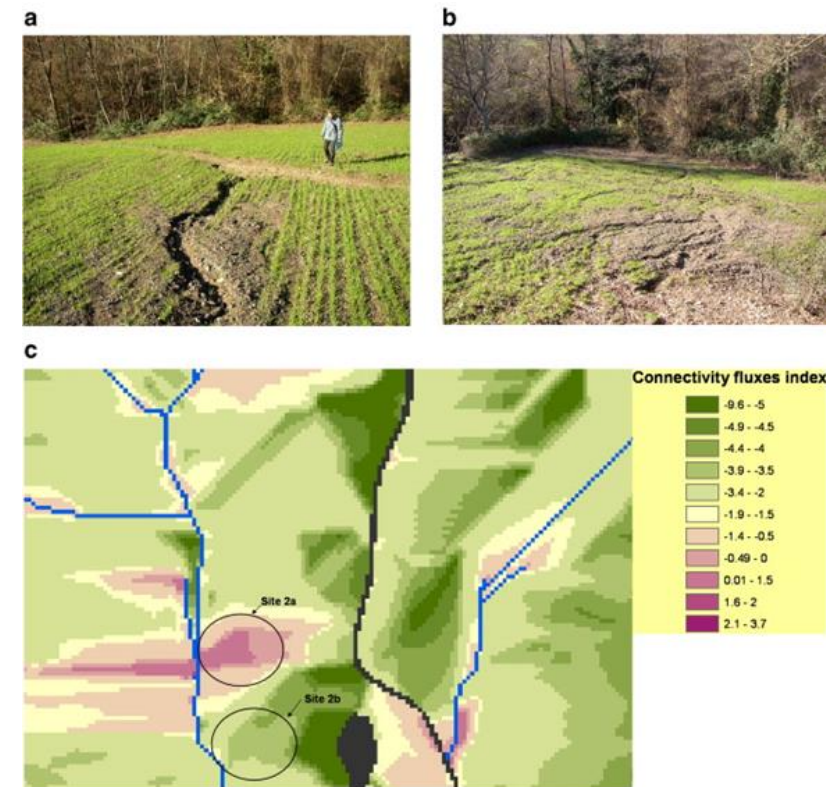 a
b
c
Connectivity fluxes index
-9.6 - -5
-4.9 - -4.5
-4.4 - -4
-3.9 - -3.5
-3.4 - -2
-1.9 - -1.5
-1.4 - -0.5
-0.49 - 0
0.01 - 1.5
1.6 - 2
2.1 - 3.7
Site 2a
Site 2b